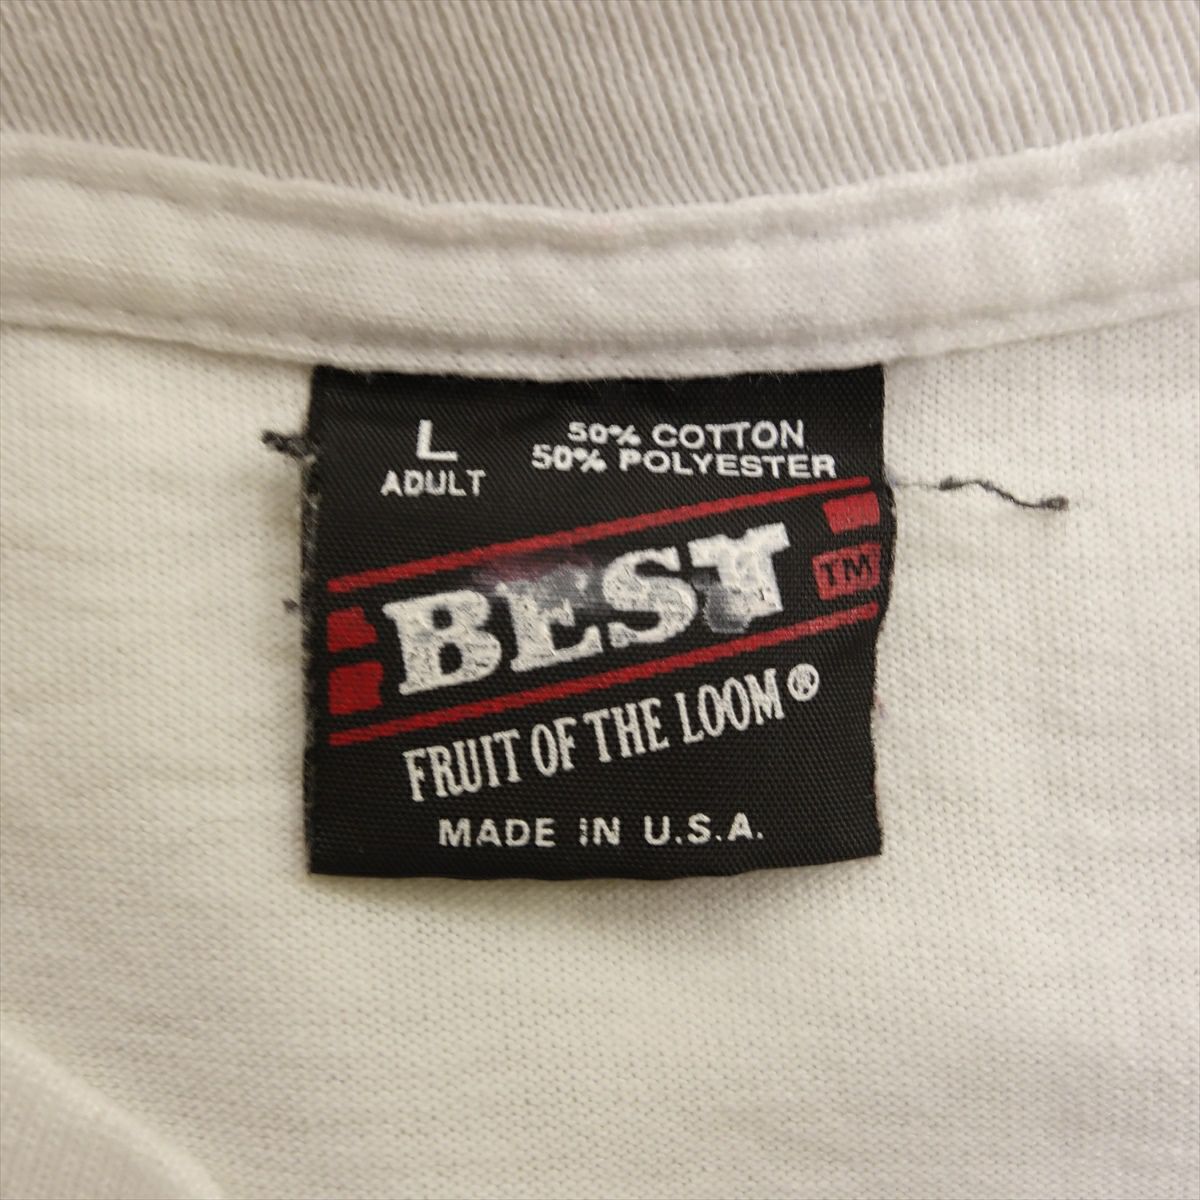 L
ADULT
50% COTTON
50% POLYESTER
BEST
TM
FRUIT OF THE LOOM®
MADE IN U.S.A.